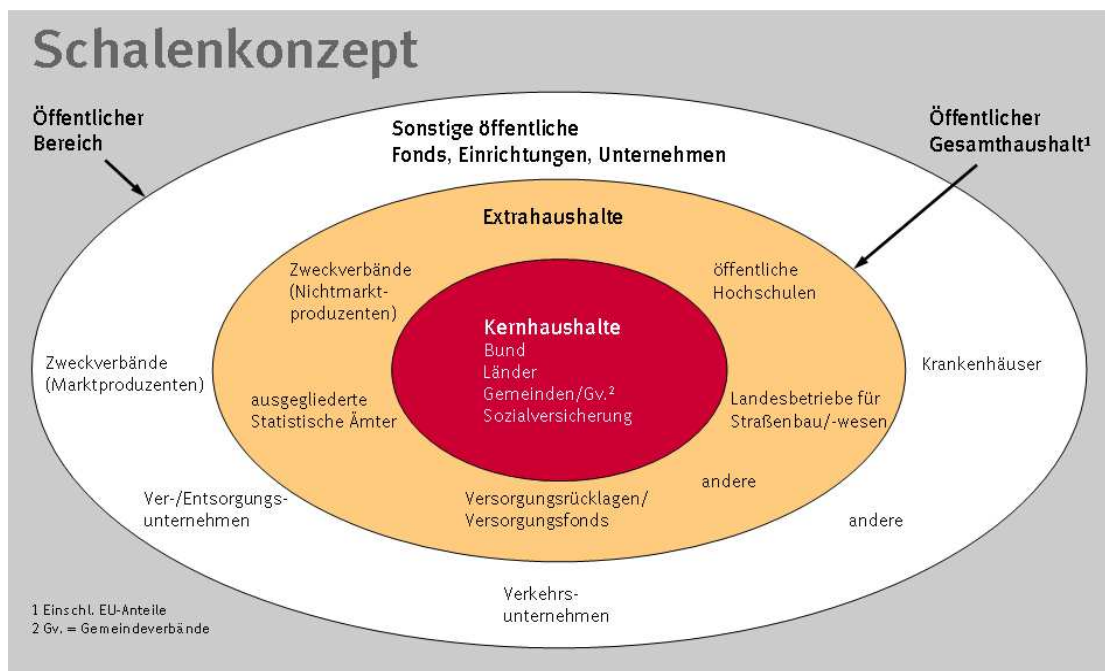 Schalenkonzept
Öffentlicher
Bereich
Sonstige öffentliche
Fonds, Einrichtungen, Unternehmen
Öffentlicher
Gesamthaushalt¹
Extrahaushalte
Zweckverbände
(Nichtmarkt-
produzenten)
öffentliche
Hochschulen
Kernhaushalte
Bund
Länder
Gemeinden/Gv.²
Sozialversicherung
Zweckverbände
(Marktproduzenten)
Krankenhäuser
ausgegliederte
Statistische Ämter
Landesbetriebe für
Straßenbau/-wesen
Ver-/Entsorgungs-
unternehmen
Versorgungsrücklagen/
Versorgungsfonds
andere
andere
Verkehrs-
unternehmen
1 Einschl. EU-Anteile
2 Gv. = Gemeindeverbände